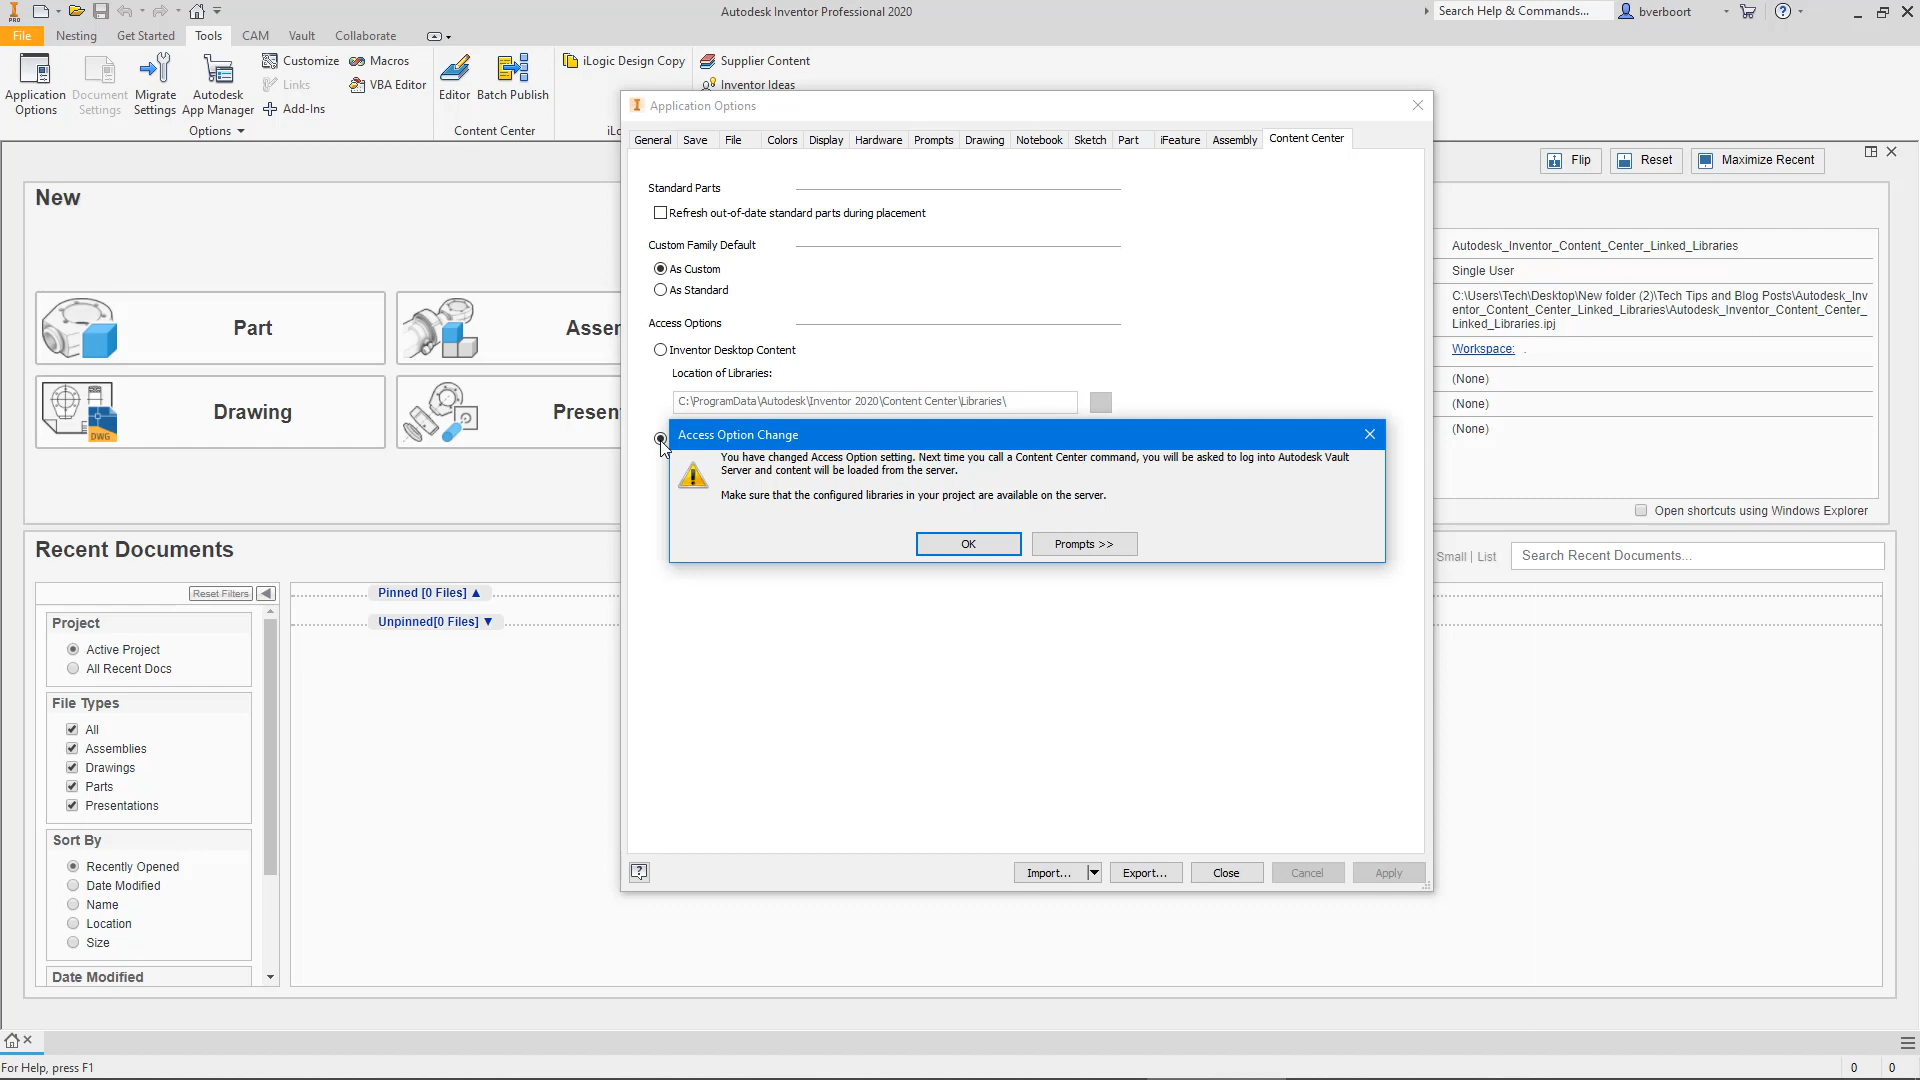 PRO
Autodesk Inventor Professional 2020
Search Help & Commands...
bverboort
File
Nesting
Get Started
Tools
CAM
Vault
Collaborate
Application
Options
Document
Settings
Migrate
Settings
Autodesk
App Manager
Customize
Links
Add-Ins
Macros
VBA Editor
Options
Editor
Batch Publish
Content Center
iLogic Design Copy
iLo
Supplier Content
Inventor Ideas
Flip
Reset
Maximize Recent
New
Part
Asser
Drawing
DWG
Presen
Application Options
General
Save
File
Colors
Display
Hardware
Prompts
Drawing
Notebook
Sketch
Part
iFeature
Assembly
Content Center
Standard Parts
Refresh out-of-date standard parts during placement
Custom Family Default
As Custom
As Standard
Access Options
Inventor Desktop Content
Location of Libraries:
C:\ProgramData\Autodesk\Inventor 2020\Content Center\Libraries\
Access Option Change
You have changed Access Option setting. Next time you call a Content Center command, you will be asked to log into Autodesk Vault
Server and content will be loaded from the server.
Make sure that the configured libraries in your project are available on the server.
OK
Prompts >>
Import...
Export...
Close
Cancel
Apply
Autodesk_Inventor_Content_Center_Linked_Libraries
Single User
C:\Users\Tech\Desktop\New folder (2)\Tech Tips and Blog Posts\Autodesk_Inv
entor_Content_Center_Linked_Libraries\Autodesk_Inventor_Content_Center_
Linked_Libraries.ipj
Workspace: .
(None)
(None)
(None)
Open shortcuts using Windows Explorer
Recent Documents
Small | List
Search Recent Documents...
Reset Filters
Pinned [0 Files] ▲
Unpinned[0 Files] ▼
Project
Active Project
All Recent Docs
File Types
All
Assemblies
Drawings
Parts
Presentations
Sort By
Recently Opened
Date Modified
Name
Location
Size
Date Modified
For Help, press F1
0
0